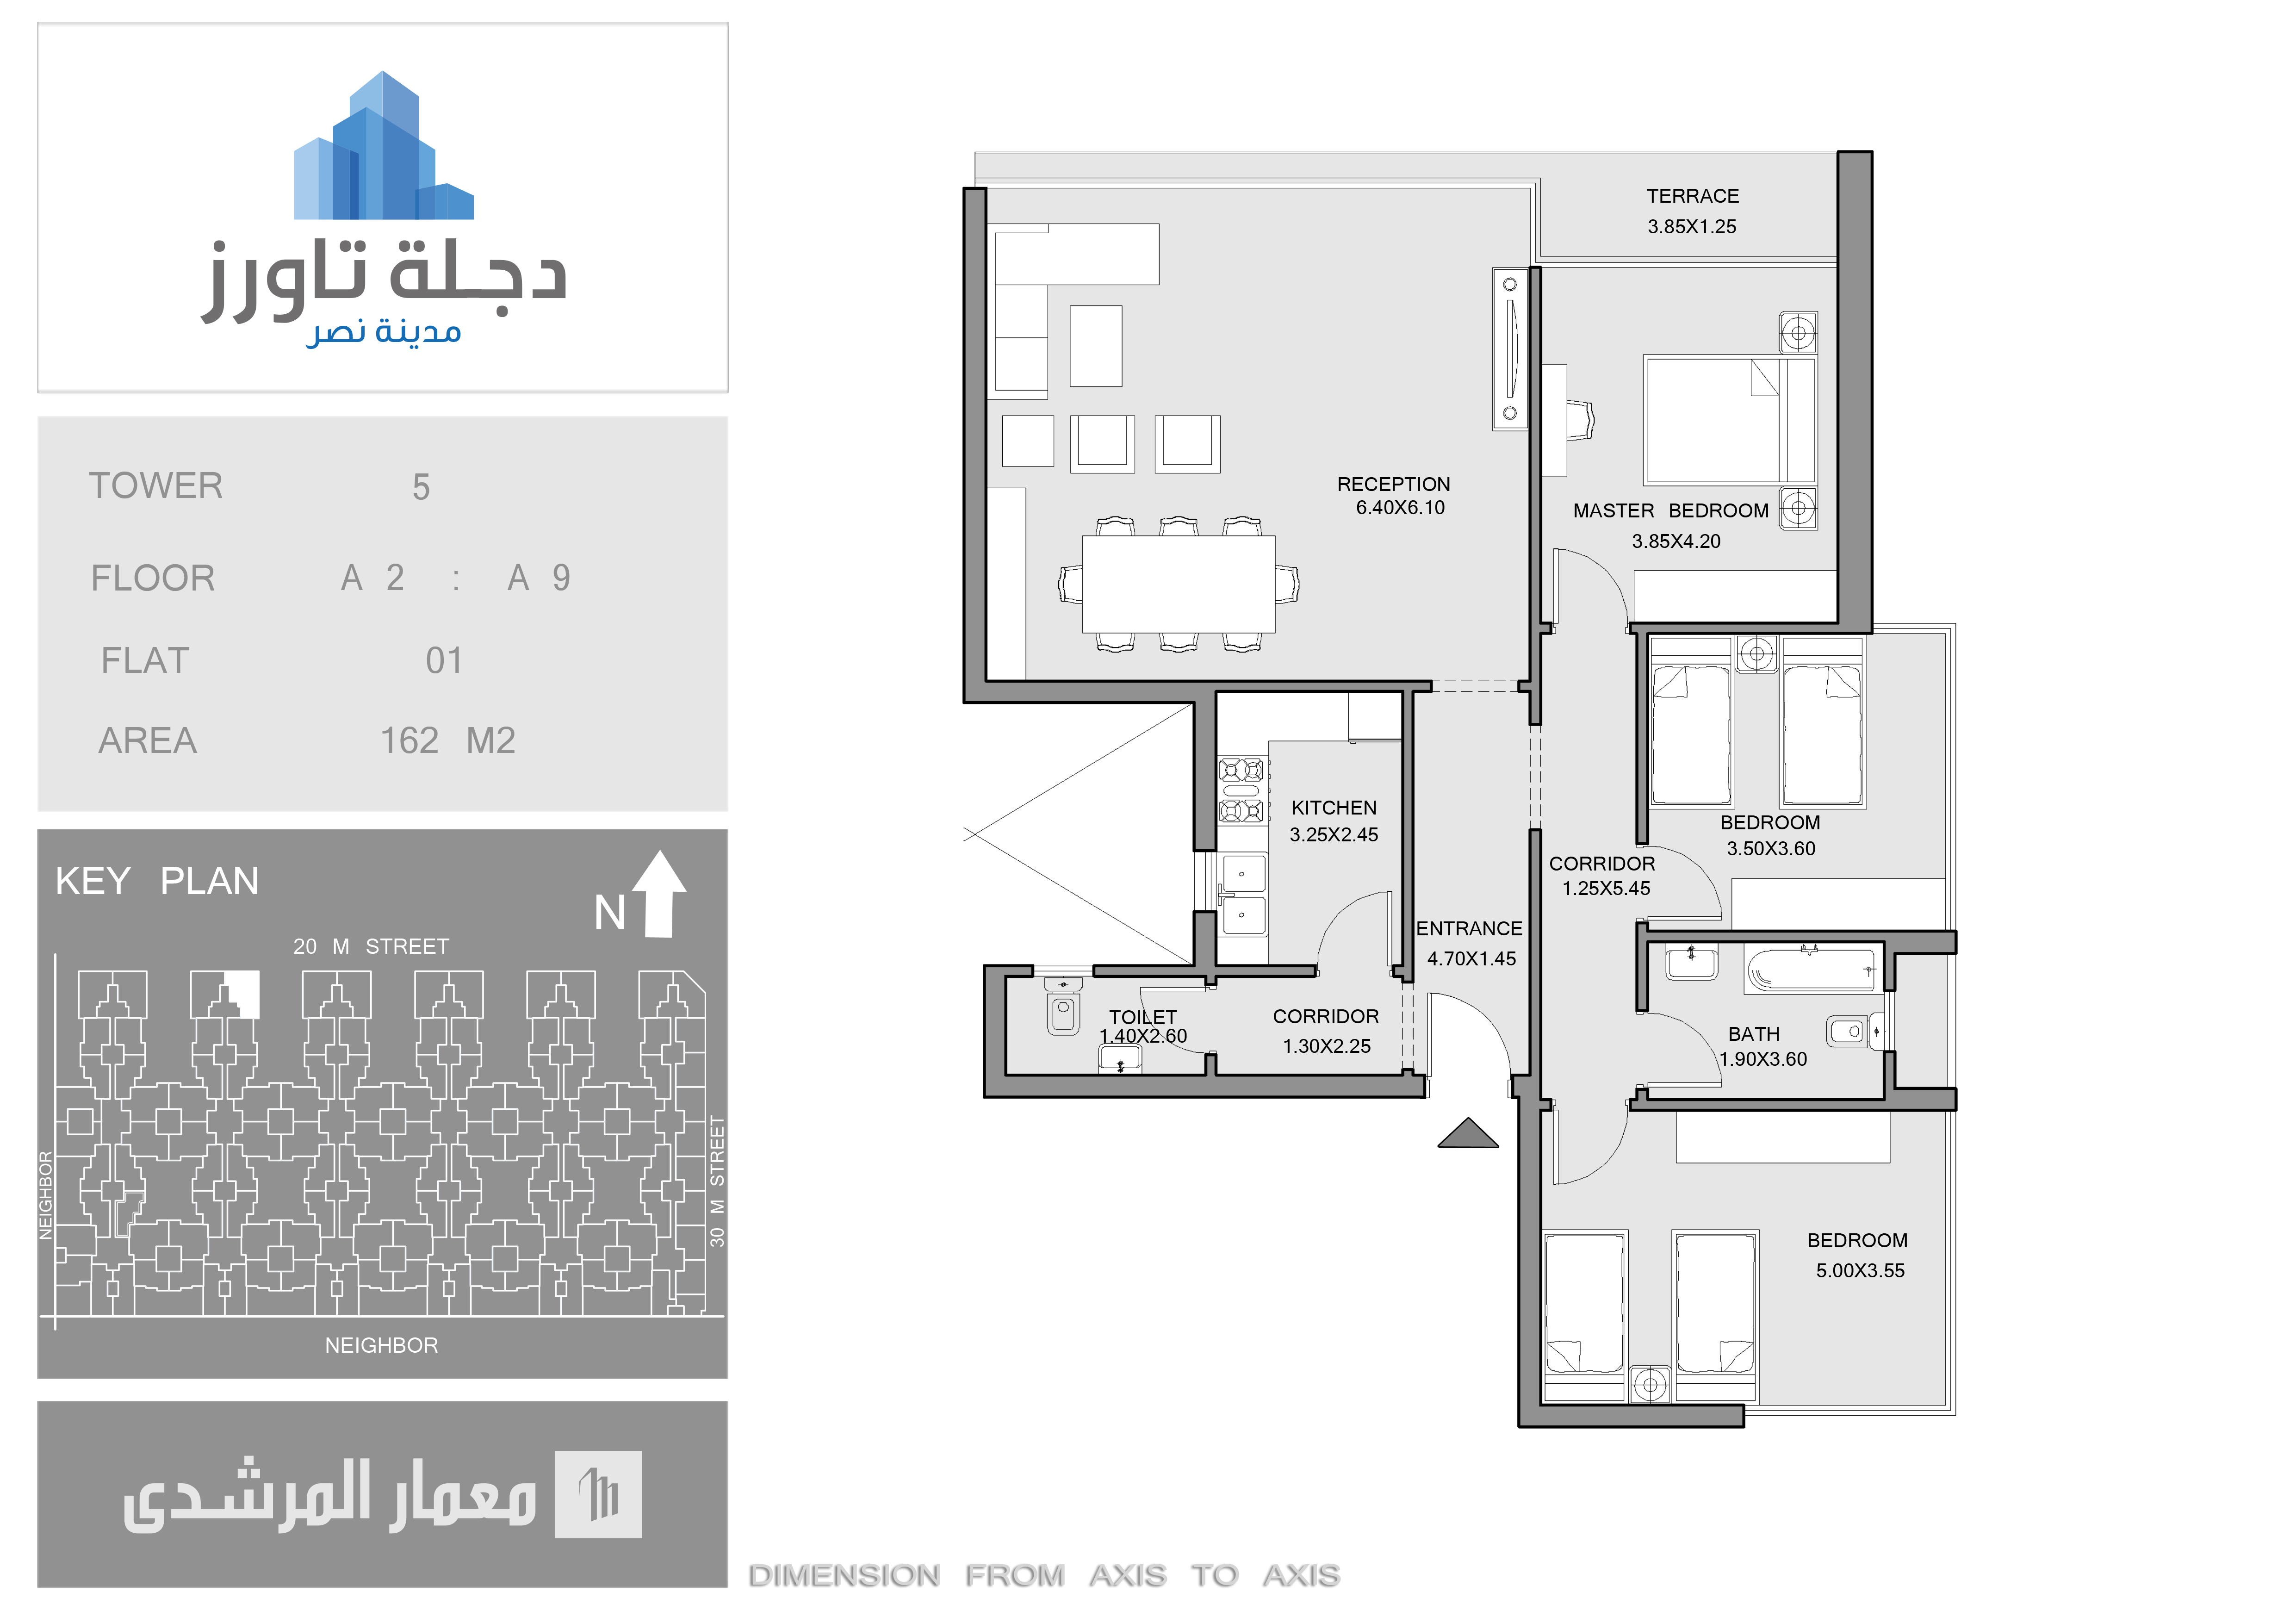 دجلة تاورز
مدينة نصر
TOWER 5
FLOOR A 2 : A 9
FLAT 01
AREA 162 M2
KEY PLAN
N
20 M STREET
NEIGHBOR
30 M STREET
NEIGHBOR
معمار المرشدى
TERRACE
3.85X1.25
RECEPTION
6.40X6.10
MASTER BEDROOM
3.85X4.20
KITCHEN
3.25X2.45
BEDROOM
3.50X3.60
CORRIDOR
1.25X5.45
ENTRANCE
4.70X1.45
TOILET
1.40X2.60
CORRIDOR
1.30X2.25
BATH
1.90X3.60
BEDROOM
5.00X3.55
DIMENSION FROM AXIS TO AXIS